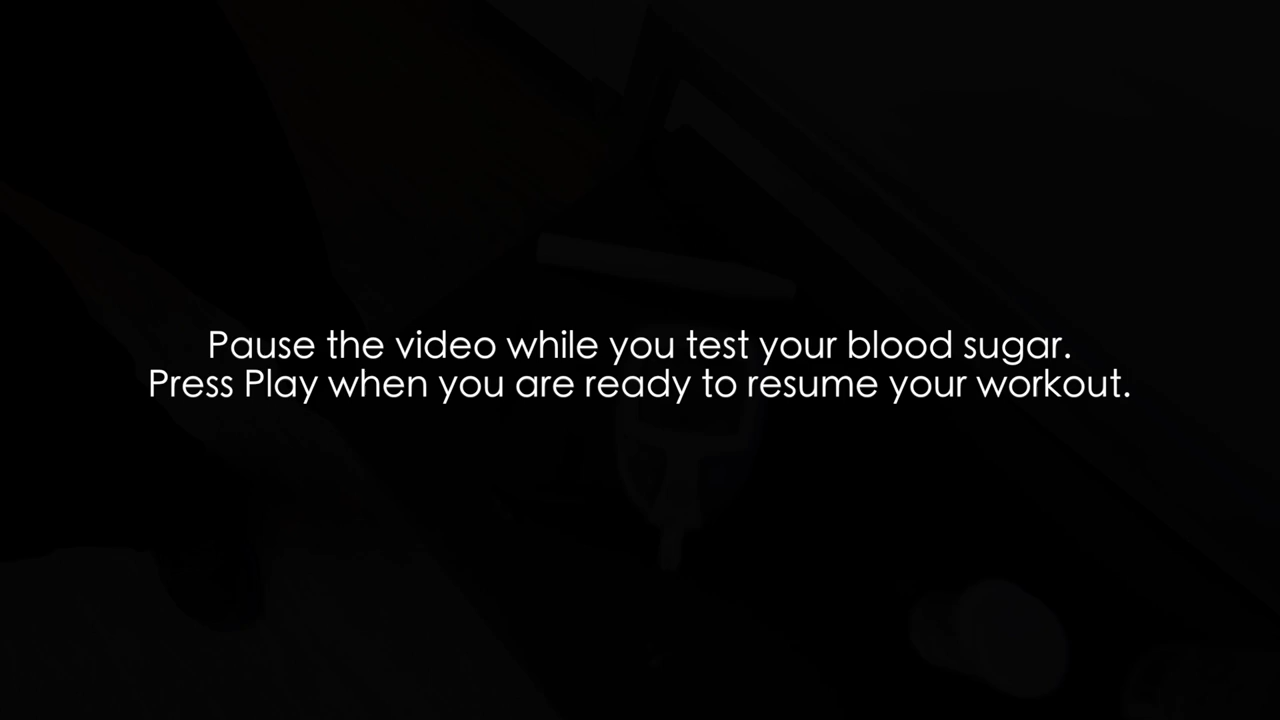 Pause the video while you test your blood sugar.
Press Play when you are ready to resume your workout.